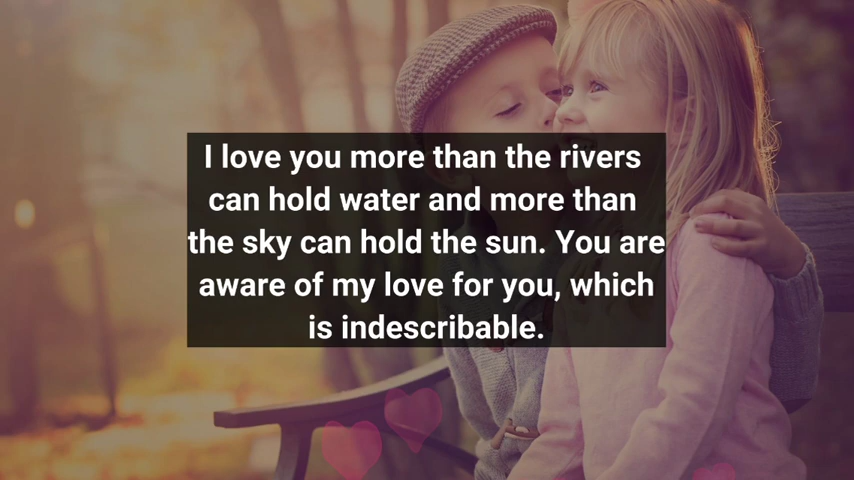 I love you more than the rivers
can hold water and more than
the sky can hold the sun. You are
aware of my love for you, which
is indescribable.